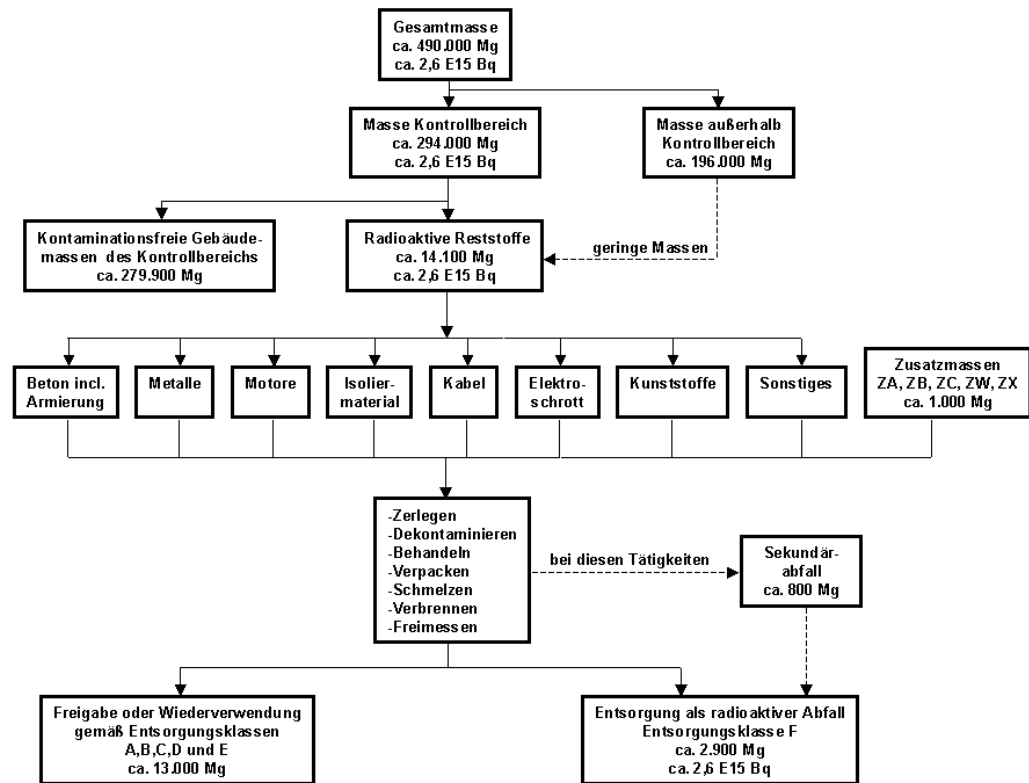 Gesamtmasse
ca. 490.000 Mg
ca. 2,6 E15 Bq
Masse Kontrollbereich
ca. 294.000 Mg
ca. 2,6 E15 Bq
Masse außerhalb
Kontrollbereich
ca. 196.000 Mg
Kontaminationsfreie Gebäude-
massen des Kontrollbereichs
ca. 279.900 Mg
Radioaktive Reststoffe
ca. 14.100 Mg
ca. 2,6 E15 Bq
geringe Massen
Beton incl.
Armierung
Metalle
Motore
Isolier-
material
Kabel
Elektro-
schrott
Kunststoffe
Sonstiges
Zusatzmassen
ZA, ZB, ZC, ZW, ZX
ca. 1.000 Mg
-Zerlegen
-Dekontaminieren
-Behandeln
-Verpacken
-Schmelzen
-Verbrennen
-Freimessen
bei diesen Tätigkeiten
Sekundär-
abfall
ca. 800 Mg
Freigabe oder Wiederverwendung
gemäß Entsorgungsklassen
A,B,C,D und E
ca. 13.000 Mg
Entsorgung als radioaktiver Abfall
Entsorgungsklasse F
ca. 2.900 Mg
ca. 2,6 E15 Bq